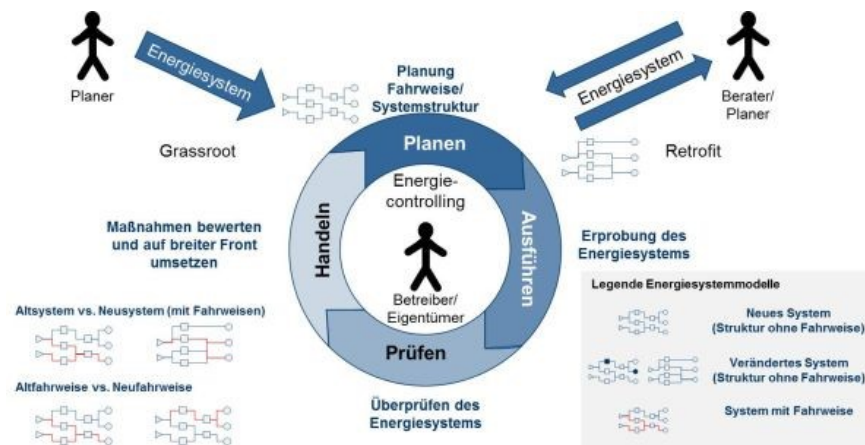 Planer
Energiesystem
Grassroot
Planung
Fahrweise/
Systemstruktur
Energiesystem
Berater/
Planer
Retrofit
Planen
Ausführen
Prüfen
Handeln
Energie-
controlling
Betreiber/
Eigentümer
Maßnahmen bewerten
und auf breiter Front
umsetzen
Erprobung des
Energiesystems
Altsystem vs. Neusystem (mit Fahrweisen)
Altfahrweise vs. Neufahrweise
Überprüfen des
Energiesystems
Legende Energiesystemmodelle
Neues System
(Struktur ohne Fahrweise)
Verändertes System
(Struktur ohne Fahrweise)
System mit Fahrweise